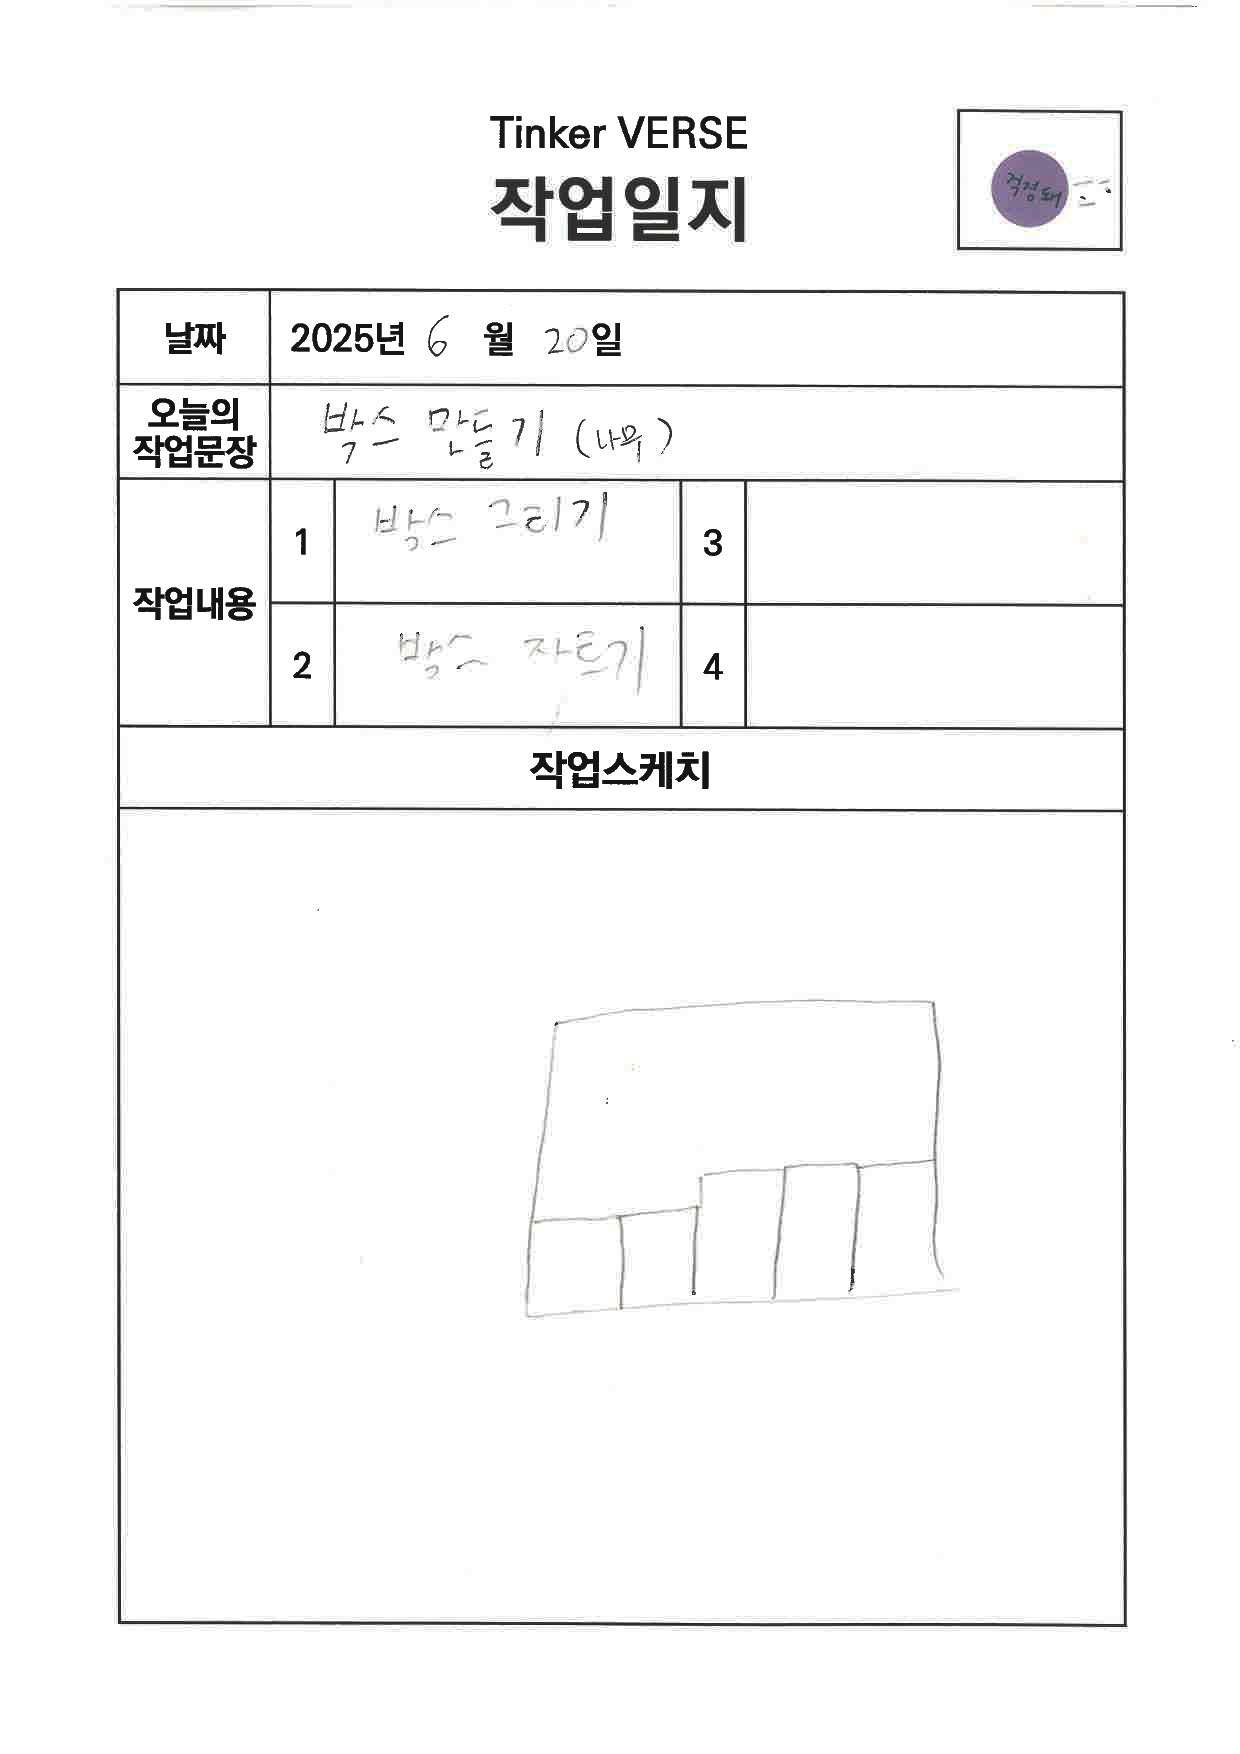 Tinker VERSE
작업일지
걱정돼
날짜
2025년 6 월 20일
오늘의
작업문장
박스 만들기 (나무)
작업내용
1
박스 그리기
3
2
박스 자르기
4
작업스케치